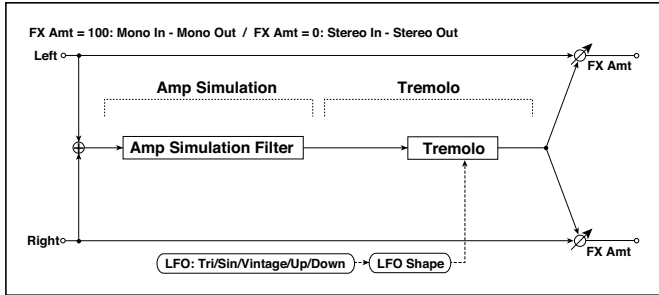 FX Amt = 100: Mono In - Mono Out / FX Amt = 0: Stereo In - Stereo Out
Left
FX Amt
Amp Simulation
Tremolo
Amp Simulation Filter
Tremolo
Right
FX Amt
LFO: Tri/Sin/Vintage/Up/Down
LFO Shape